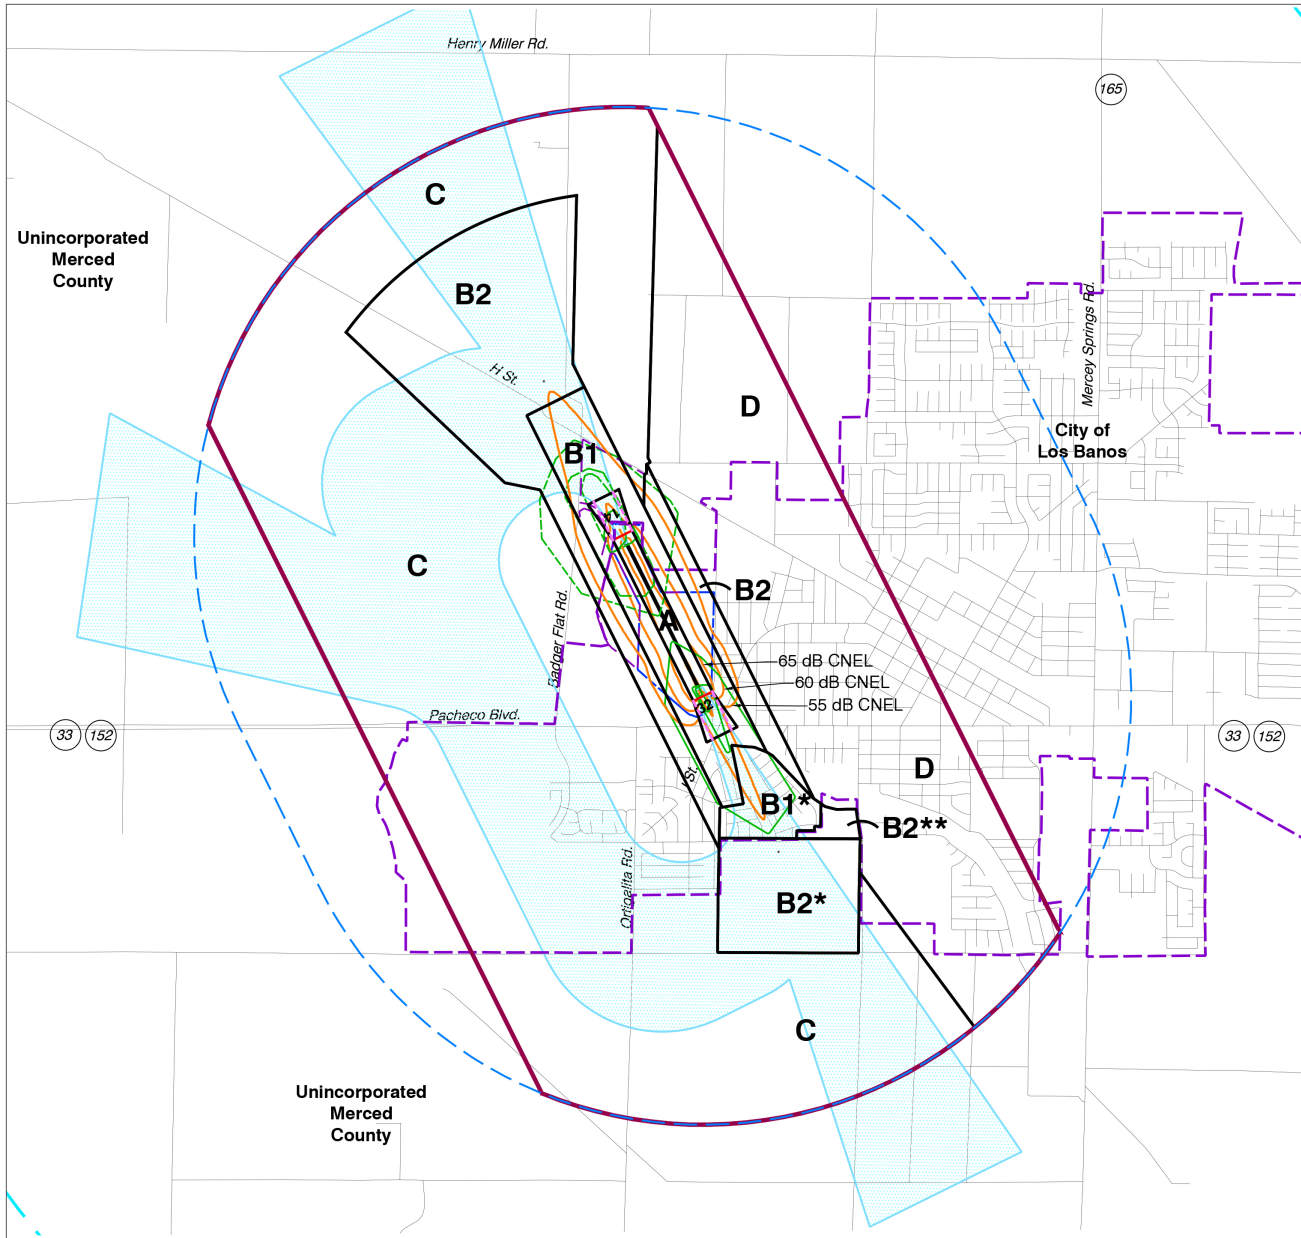 Henry Miller Rd.
165
C
Unincorporated
Merced
County
B2
Mercey Springs Rd.
H St.
D
City of
Los Banos
B1
C
B2
Badger Flat Rd.
A
65 dB CNEL
60 dB CNEL
55 dB CNEL
32
Pacheco Blvd.
33
152
33
152
D
I St.
B1*
B2**
Ortigalita Rd.
B2*
C
Unincorporated
Merced
County